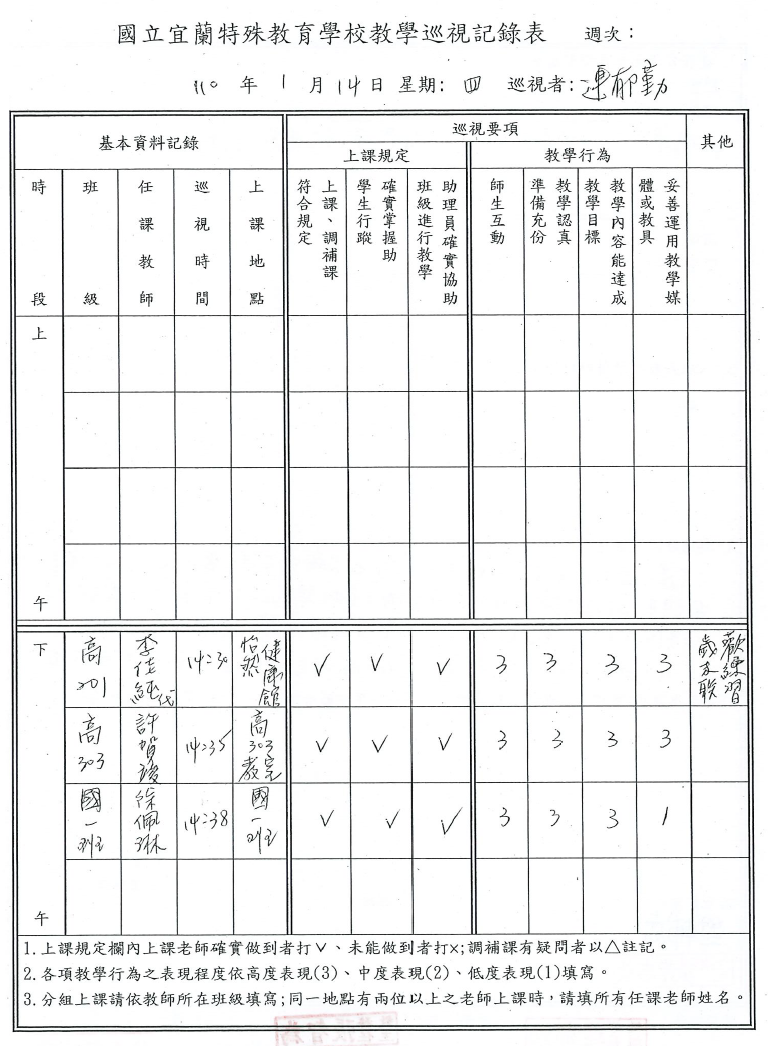 國立宜蘭特殊教育學校教學巡視記錄表 週次：
110 年 1 月 14 日 星期: 四 巡視者: 連郁勤
基本資料記錄 巡視要項 其他
上課規定 教學行為
時段 班級 任課教師 巡視時間 上課地點 上課、調補課符合規定 確實掌握助學生行蹤 助理員確實協助班級進行教學 師生互動 教學認真準備充份 教學內容能達成教學目標 妥善運用教學媒體或教具
上午
下午
高201 李佳純代 14:30 怡然健康館 ✓ ✓ ✓ 3 3 3 3 歲末聯歡練習
高303 許賀 14:35 高303教室 ✓ ✓ ✓ 3 3 3 3
國一班 徐佩琳 14:38 國一班 ✓ ✓ ✓ 3 3 3 1
1.上課規定欄內上課老師確實做到者打∨、未能做到者打×;調補課有疑問者以△註記。
2.各項教學行為之表現程度依高度表現(3)、中度表現(2)、低度表現(1)填寫。
3.分組上課請依教師所在班級填寫;同一地點有兩位以上之老師上課時，請填所有任課老師姓名。